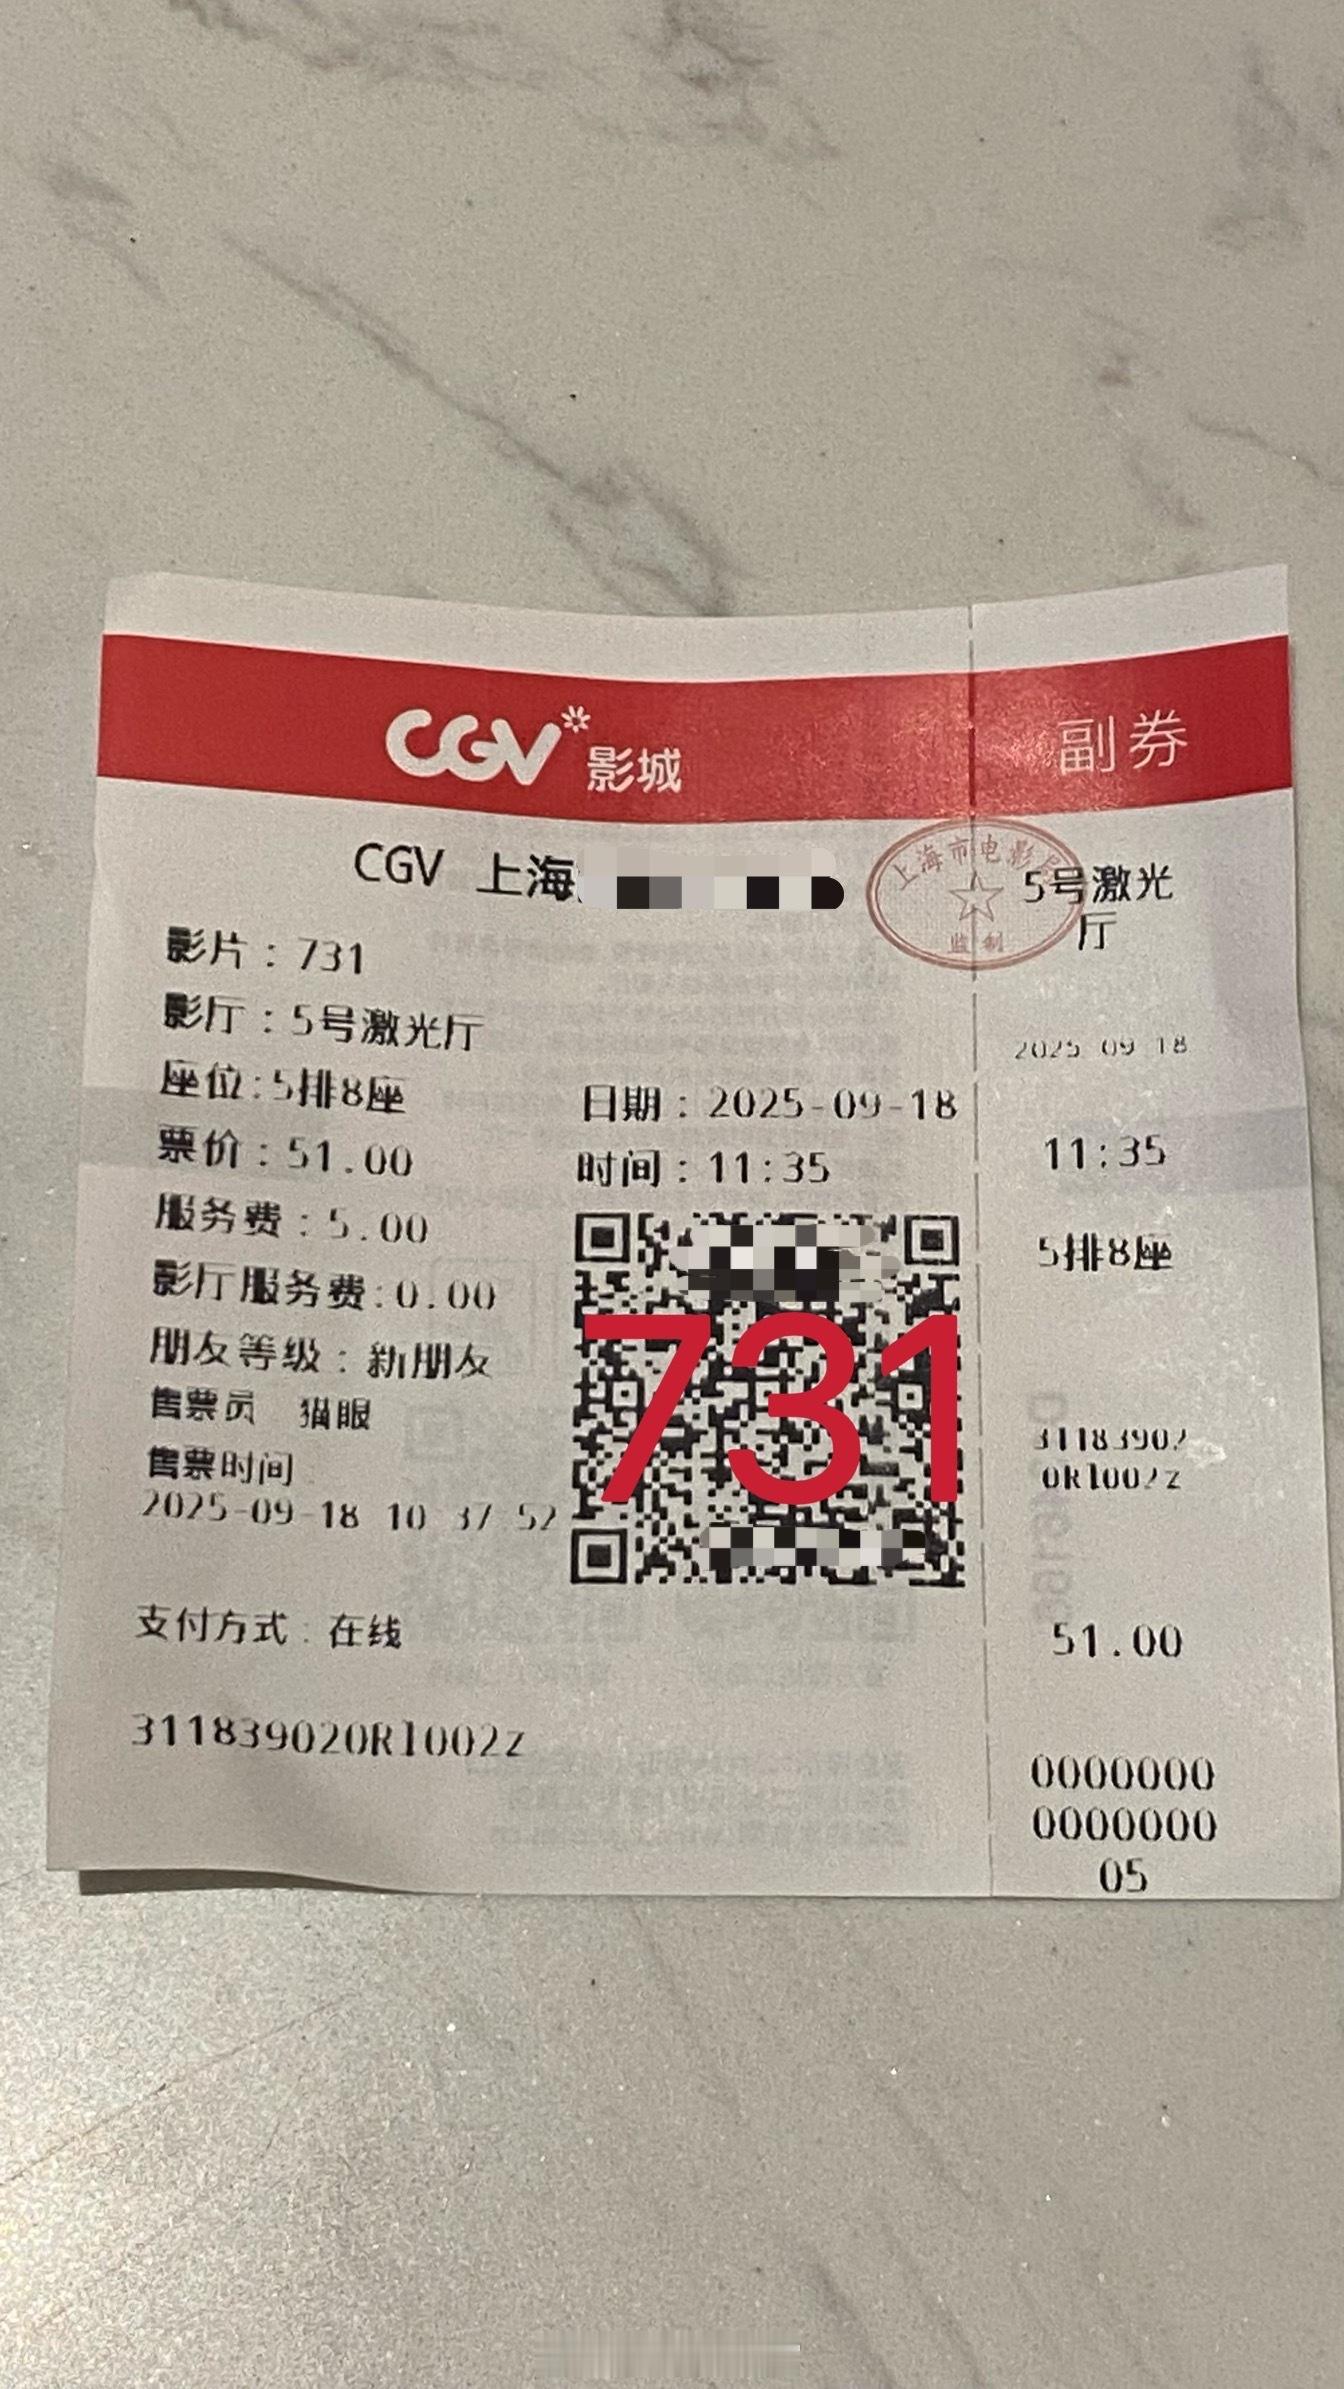 CGV 影城
副券
CGV 上海
上海市电影
监制
5号激光
厅
影片：731
影厅：5号激光厅
座位:5排8座
票价：51.00
服务费：5.00
影厅服务费:0.00
朋友等级：新朋友
售票员 猫眼
售票时间
2025-09-18 10 37 52
支付方式：在线
311839020R1002z
日期：2025-09-18
时间：11:35
731
2025 09 18
11:35
5排8座
31183902
0R1002z
51.00
0000000
0000000
05